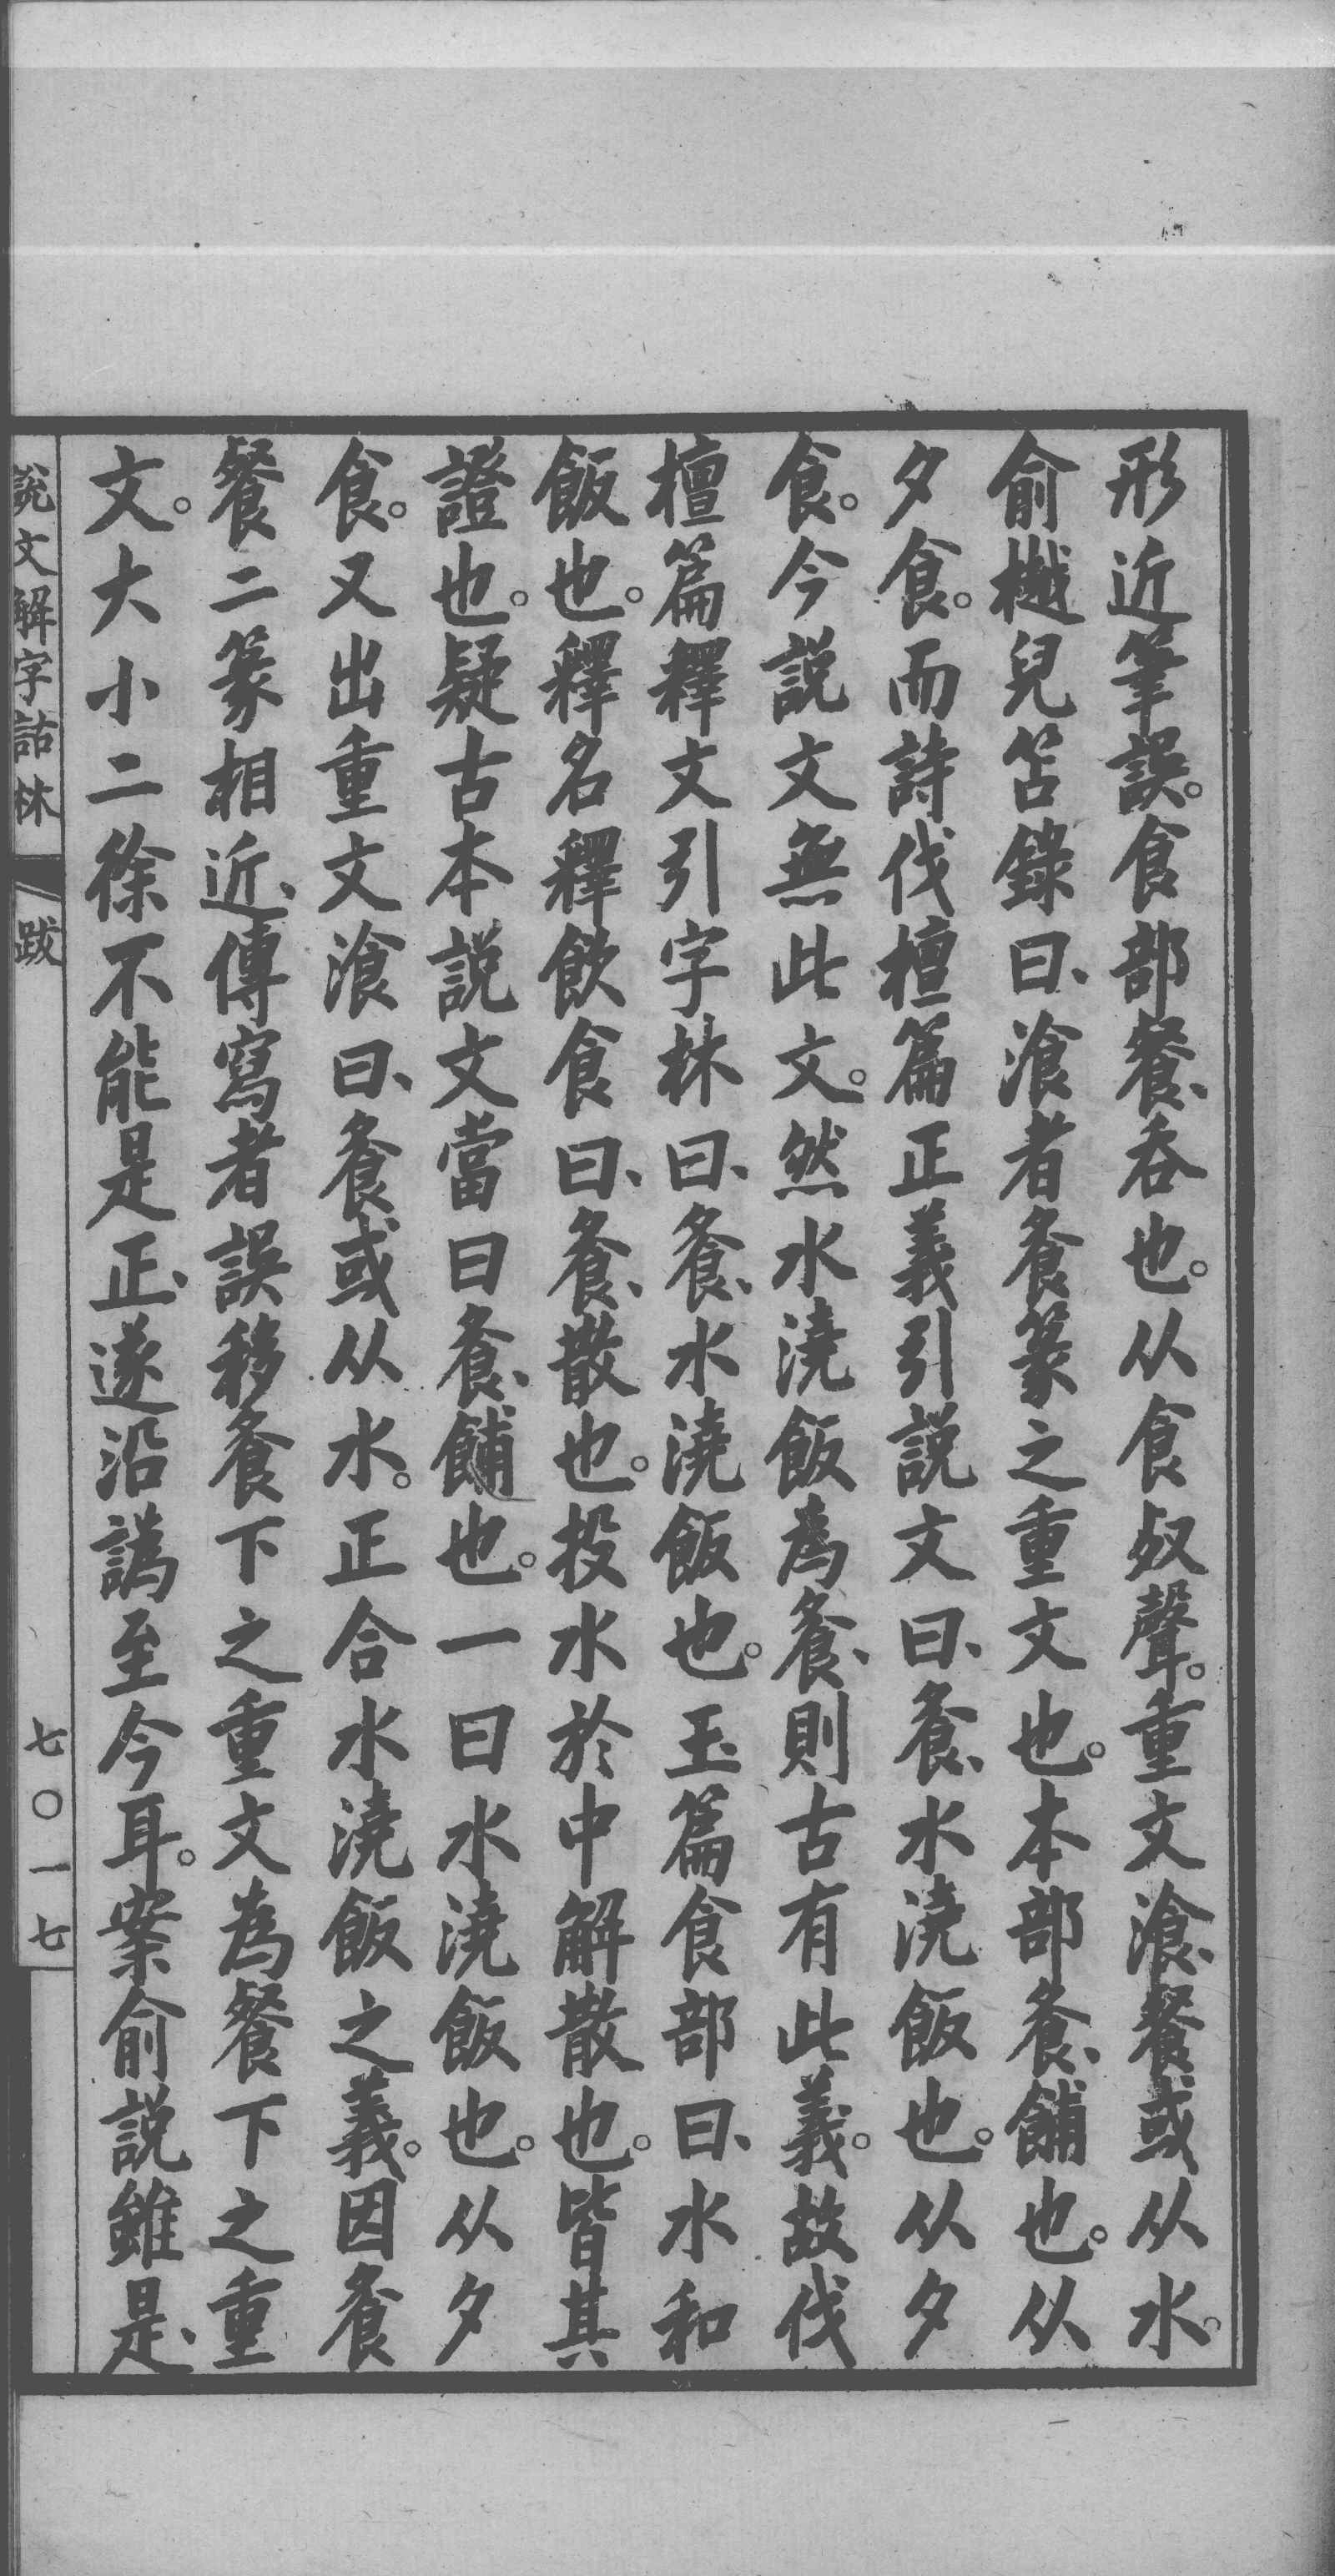 形近筆誤。食部餐、吞也。从食𣦼聲。重文湌、餐或从水。
俞樾兒笘錄曰、湌者飧篆之重文也。本部飧、餔也。从
夕食。而詩伐檀篇正義引説文曰、飧、水澆飯也。从夕
食。今説文無此文。然水澆飯為飧、則古有此義。故伐
檀篇釋文引字林曰、飧、水澆飯也。玉篇食部曰、水和
飯也。釋名釋飲食曰、飧、散也。投水於中解散也。皆其
證也。疑古本説文當曰飧、餔也。一曰水澆飯也。从夕
食。又出重文湌曰、飧或从水。正合水澆飯之義。因飧
餐二篆相近、傳寫者誤移飧下之重文為餐下之重
文。大小二徐不能是正、遂沿譌至今耳。案俞説雖是、
説文解字詁林 跋 七〇一七